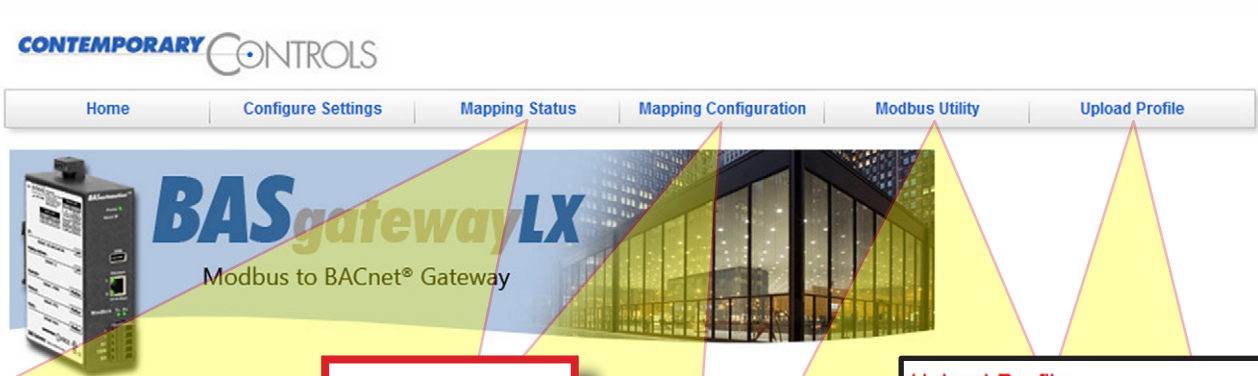 CONTEMPORARY CONTROLS
Home Configure Settings Mapping Status Mapping Configuration Modbus Utility Upload Profile
BASgatewayLX
Modbus to BACnet® Gateway